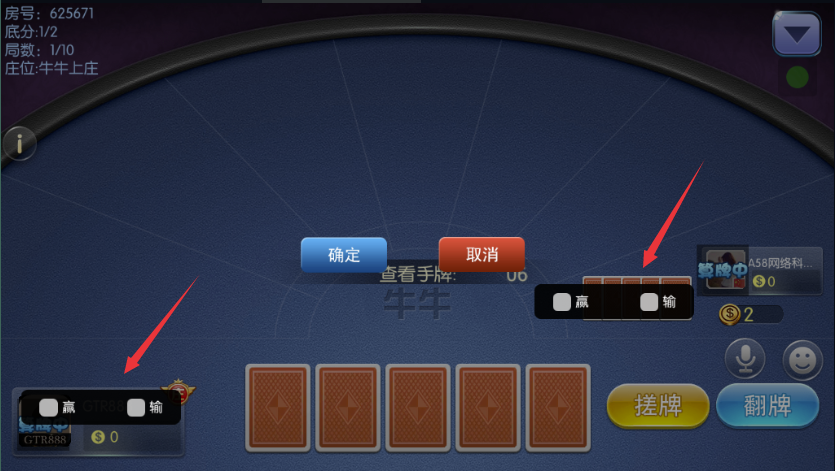 房号：625671
底分:1/2
局数：1/10
庄位:牛牛上庄
i
确定
取消
查看手牌:
06
牛牛
赢
输
算牌中
A58网络科...
0
2
赢
输
GTR88
GTR888
0
搓牌
翻牌